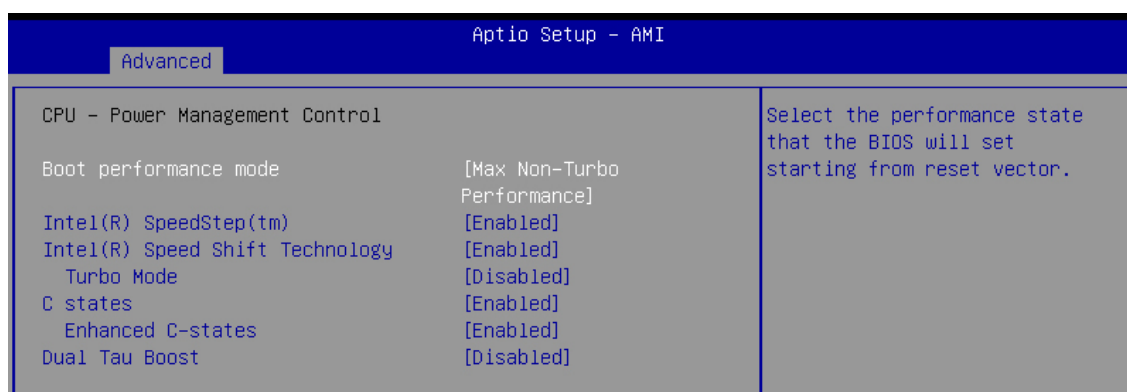 Aptio Setup – AMI
Advanced
CPU – Power Management Control
Boot performance mode [Max Non-Turbo
Performance]
Intel(R) SpeedStep(tm) [Enabled]
Intel(R) Speed Shift Technology [Enabled]
Turbo Mode [Disabled]
C states [Enabled]
Enhanced C-states [Enabled]
Dual Tau Boost [Disabled]
Select the performance state
that the BIOS will set
starting from reset vector.